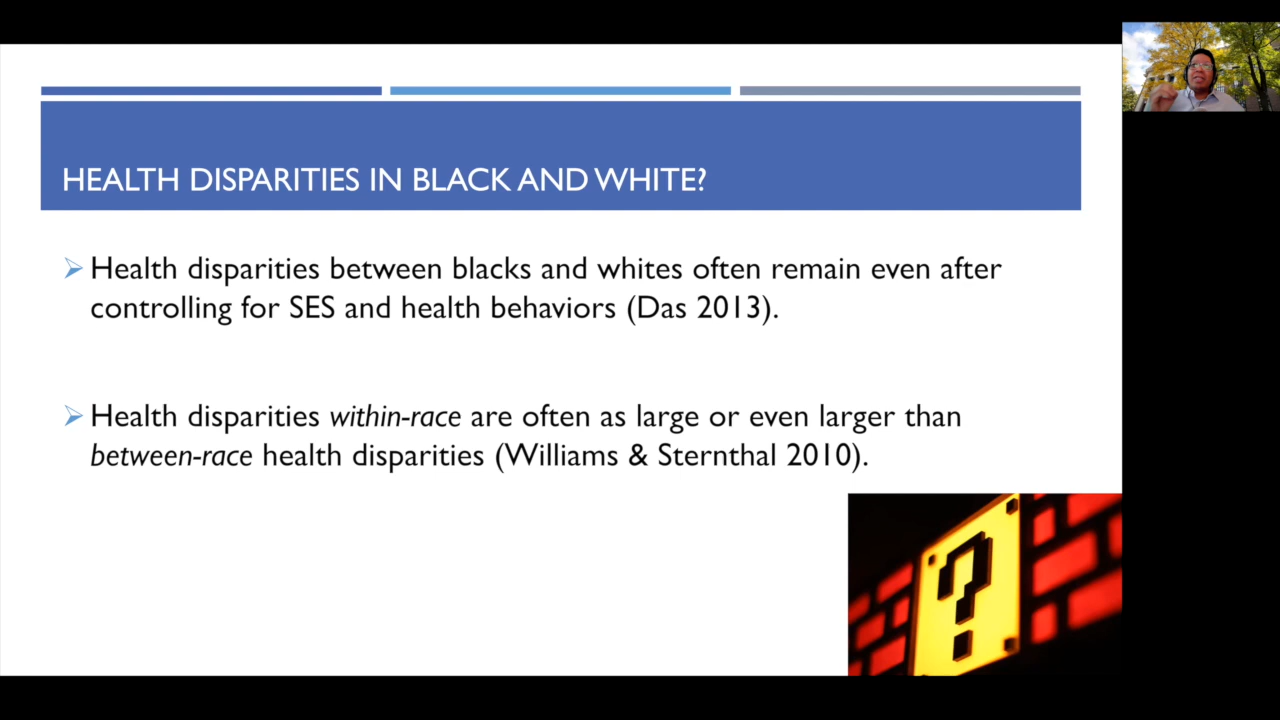 HEALTH DISPARITIES IN BLACK AND WHITE?
Health disparities between blacks and whites often remain even after
controlling for SES and health behaviors (Das 2013).
Health disparities within-race are often as large or even larger than
between-race health disparities (Williams & Sternthal 2010).
?